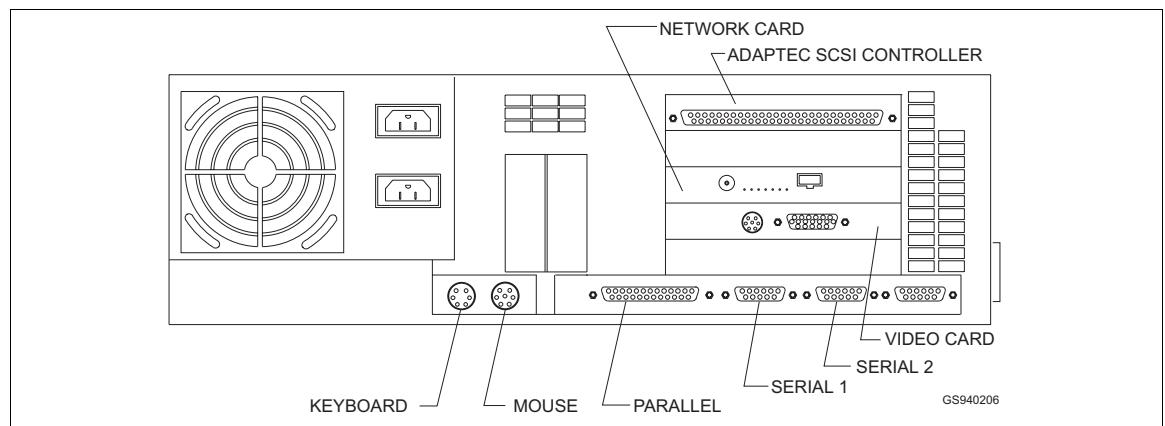 NETWORK CARD
ADAPTEC SCSI CONTROLLER
VIDEO CARD
SERIAL 2
SERIAL 1
GS940206
KEYBOARD
MOUSE
PARALLEL